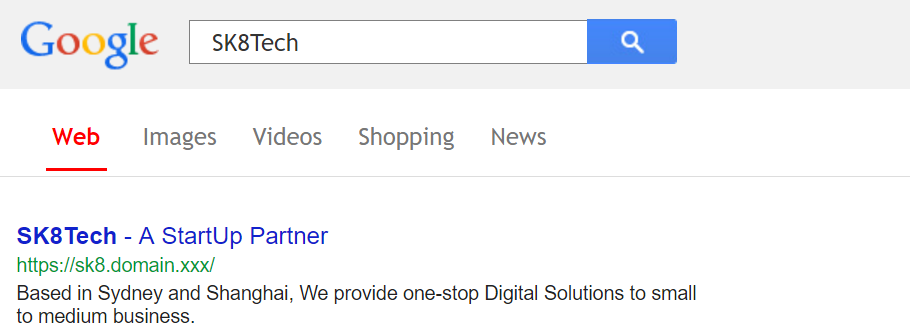 Google SK8Tech
Web Images Videos Shopping News
SK8Tech - A StartUp Partner
https://sk8.domain.xxx/
Based in Sydney and Shanghai, We provide one-stop Digital Solutions to small
to medium business.